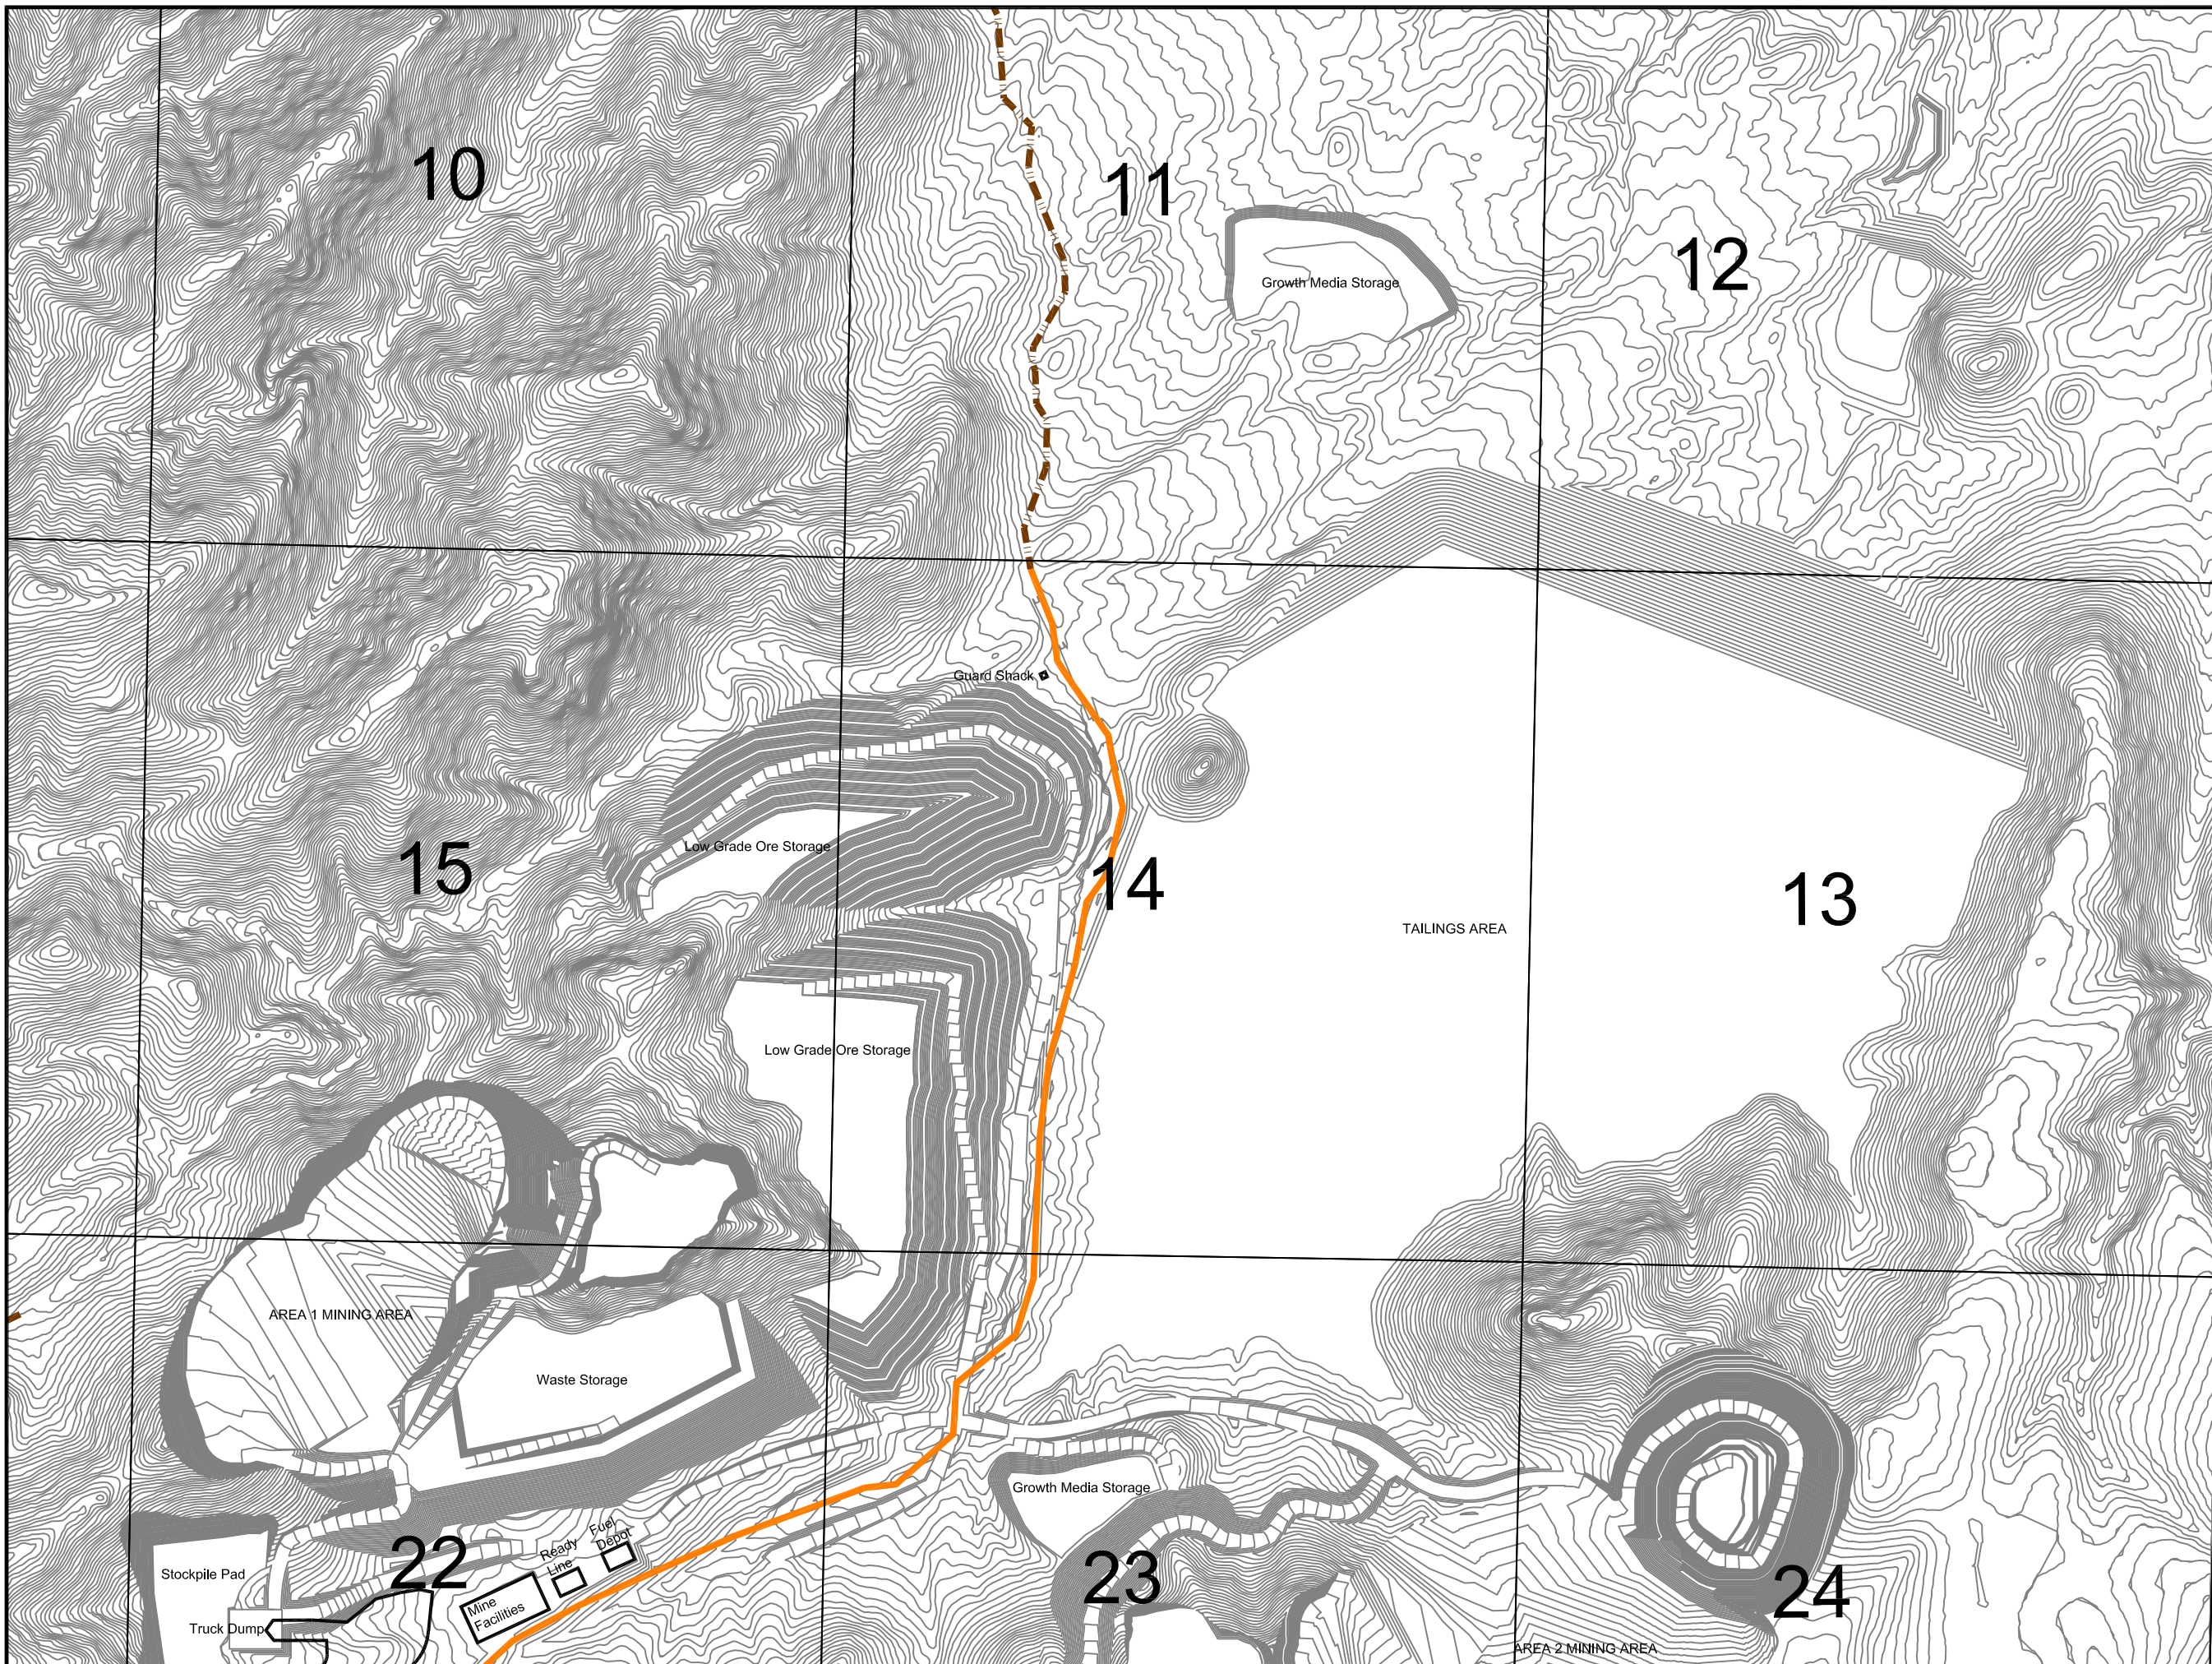 10
11
12
Growth Media Storage
Guard Shack
Low Grade Ore Storage
15
14
13
TAILINGS AREA
Low Grade Ore Storage
AREA 1 MINING AREA
Waste Storage
Growth Media Storage
Fuel
Depot
Ready
Line
22
23
24
Stockpile Pad
Mine
Facilities
Truck Dump
AREA 2 MINING AREA